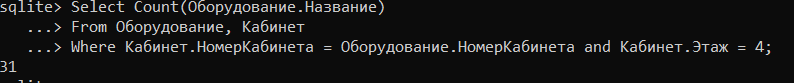 sqlite> Select Count(Оборудование.Название)
...> From Оборудование, Кабинет
...> Where Кабинет.НомерКабинета = Оборудование.НомерКабинета and Кабинет.Этаж = 4;
31